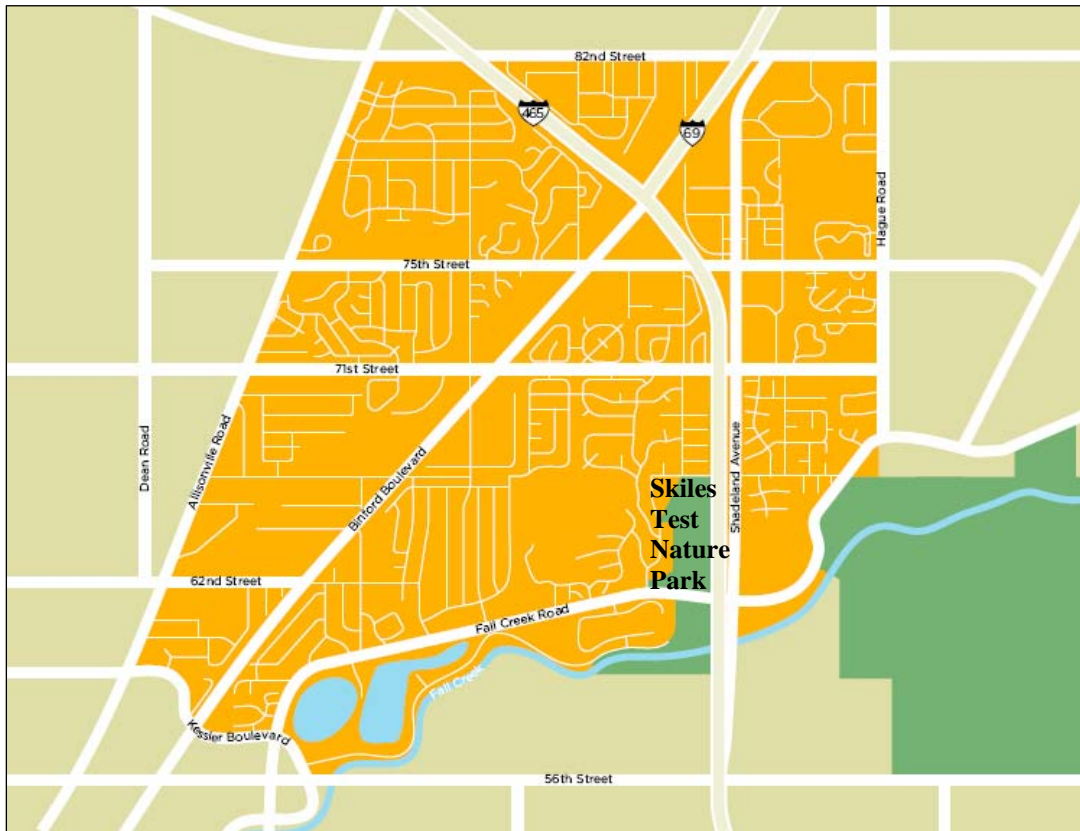 82nd Street
465
69
Hague Road
75th Street
71st Street
Dean Road
Allisonville Road
Binford Boulevard
Shadeland Avenue
Skiles
Test
Nature
Park
62nd Street
Fall Creek Road
Fall Creek
Kessler Boulevard
56th Street